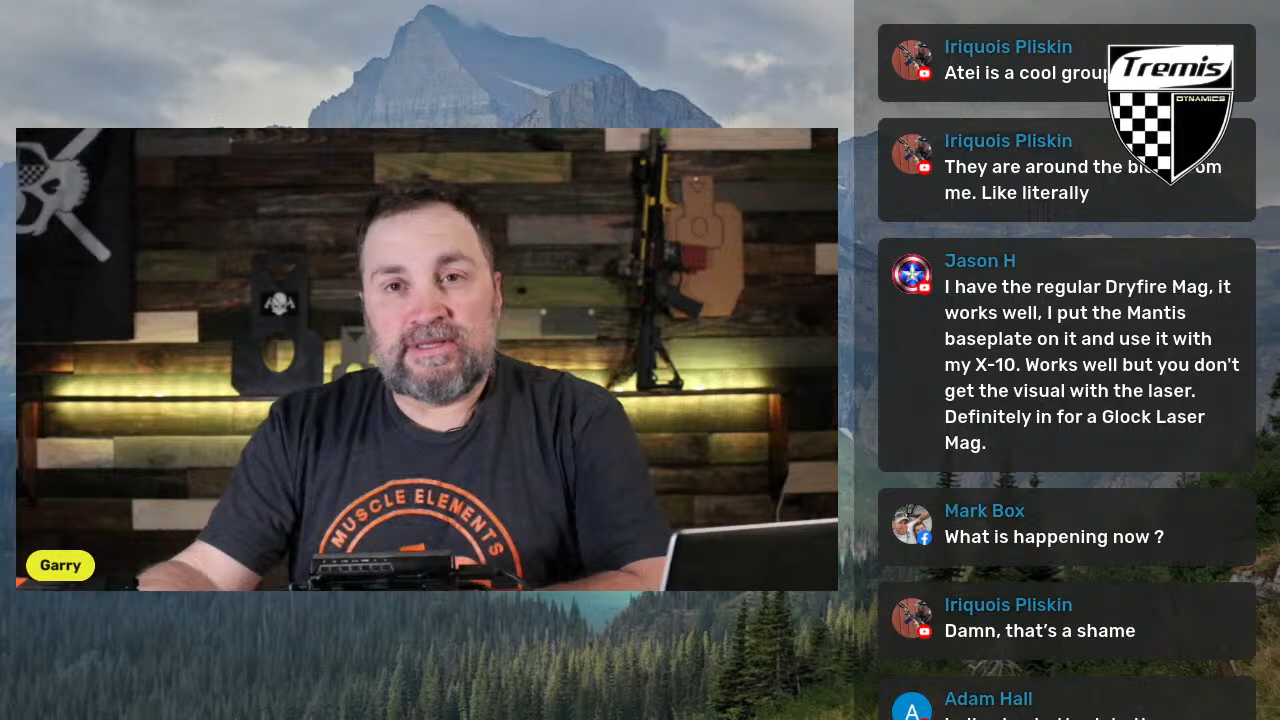 Iriquois Pliskin
Atei is a cool group
Tremis
DYNAMICS
Iriquois Pliskin
They are around the
me. Like literally
Jason H
I have the regular Dryfire Mag, it
works well, I put the Mantis
baseplate on it and use it with
my X-10. Works well but you don't
get the visual with the laser.
Definitely in for a Glock Laser
Mag.
Mark Box
What is happening now ?
Iriquois Pliskin
Damn, that’s a shame
A
Adam Hall
MUSCLE ELEMENTS
Garry